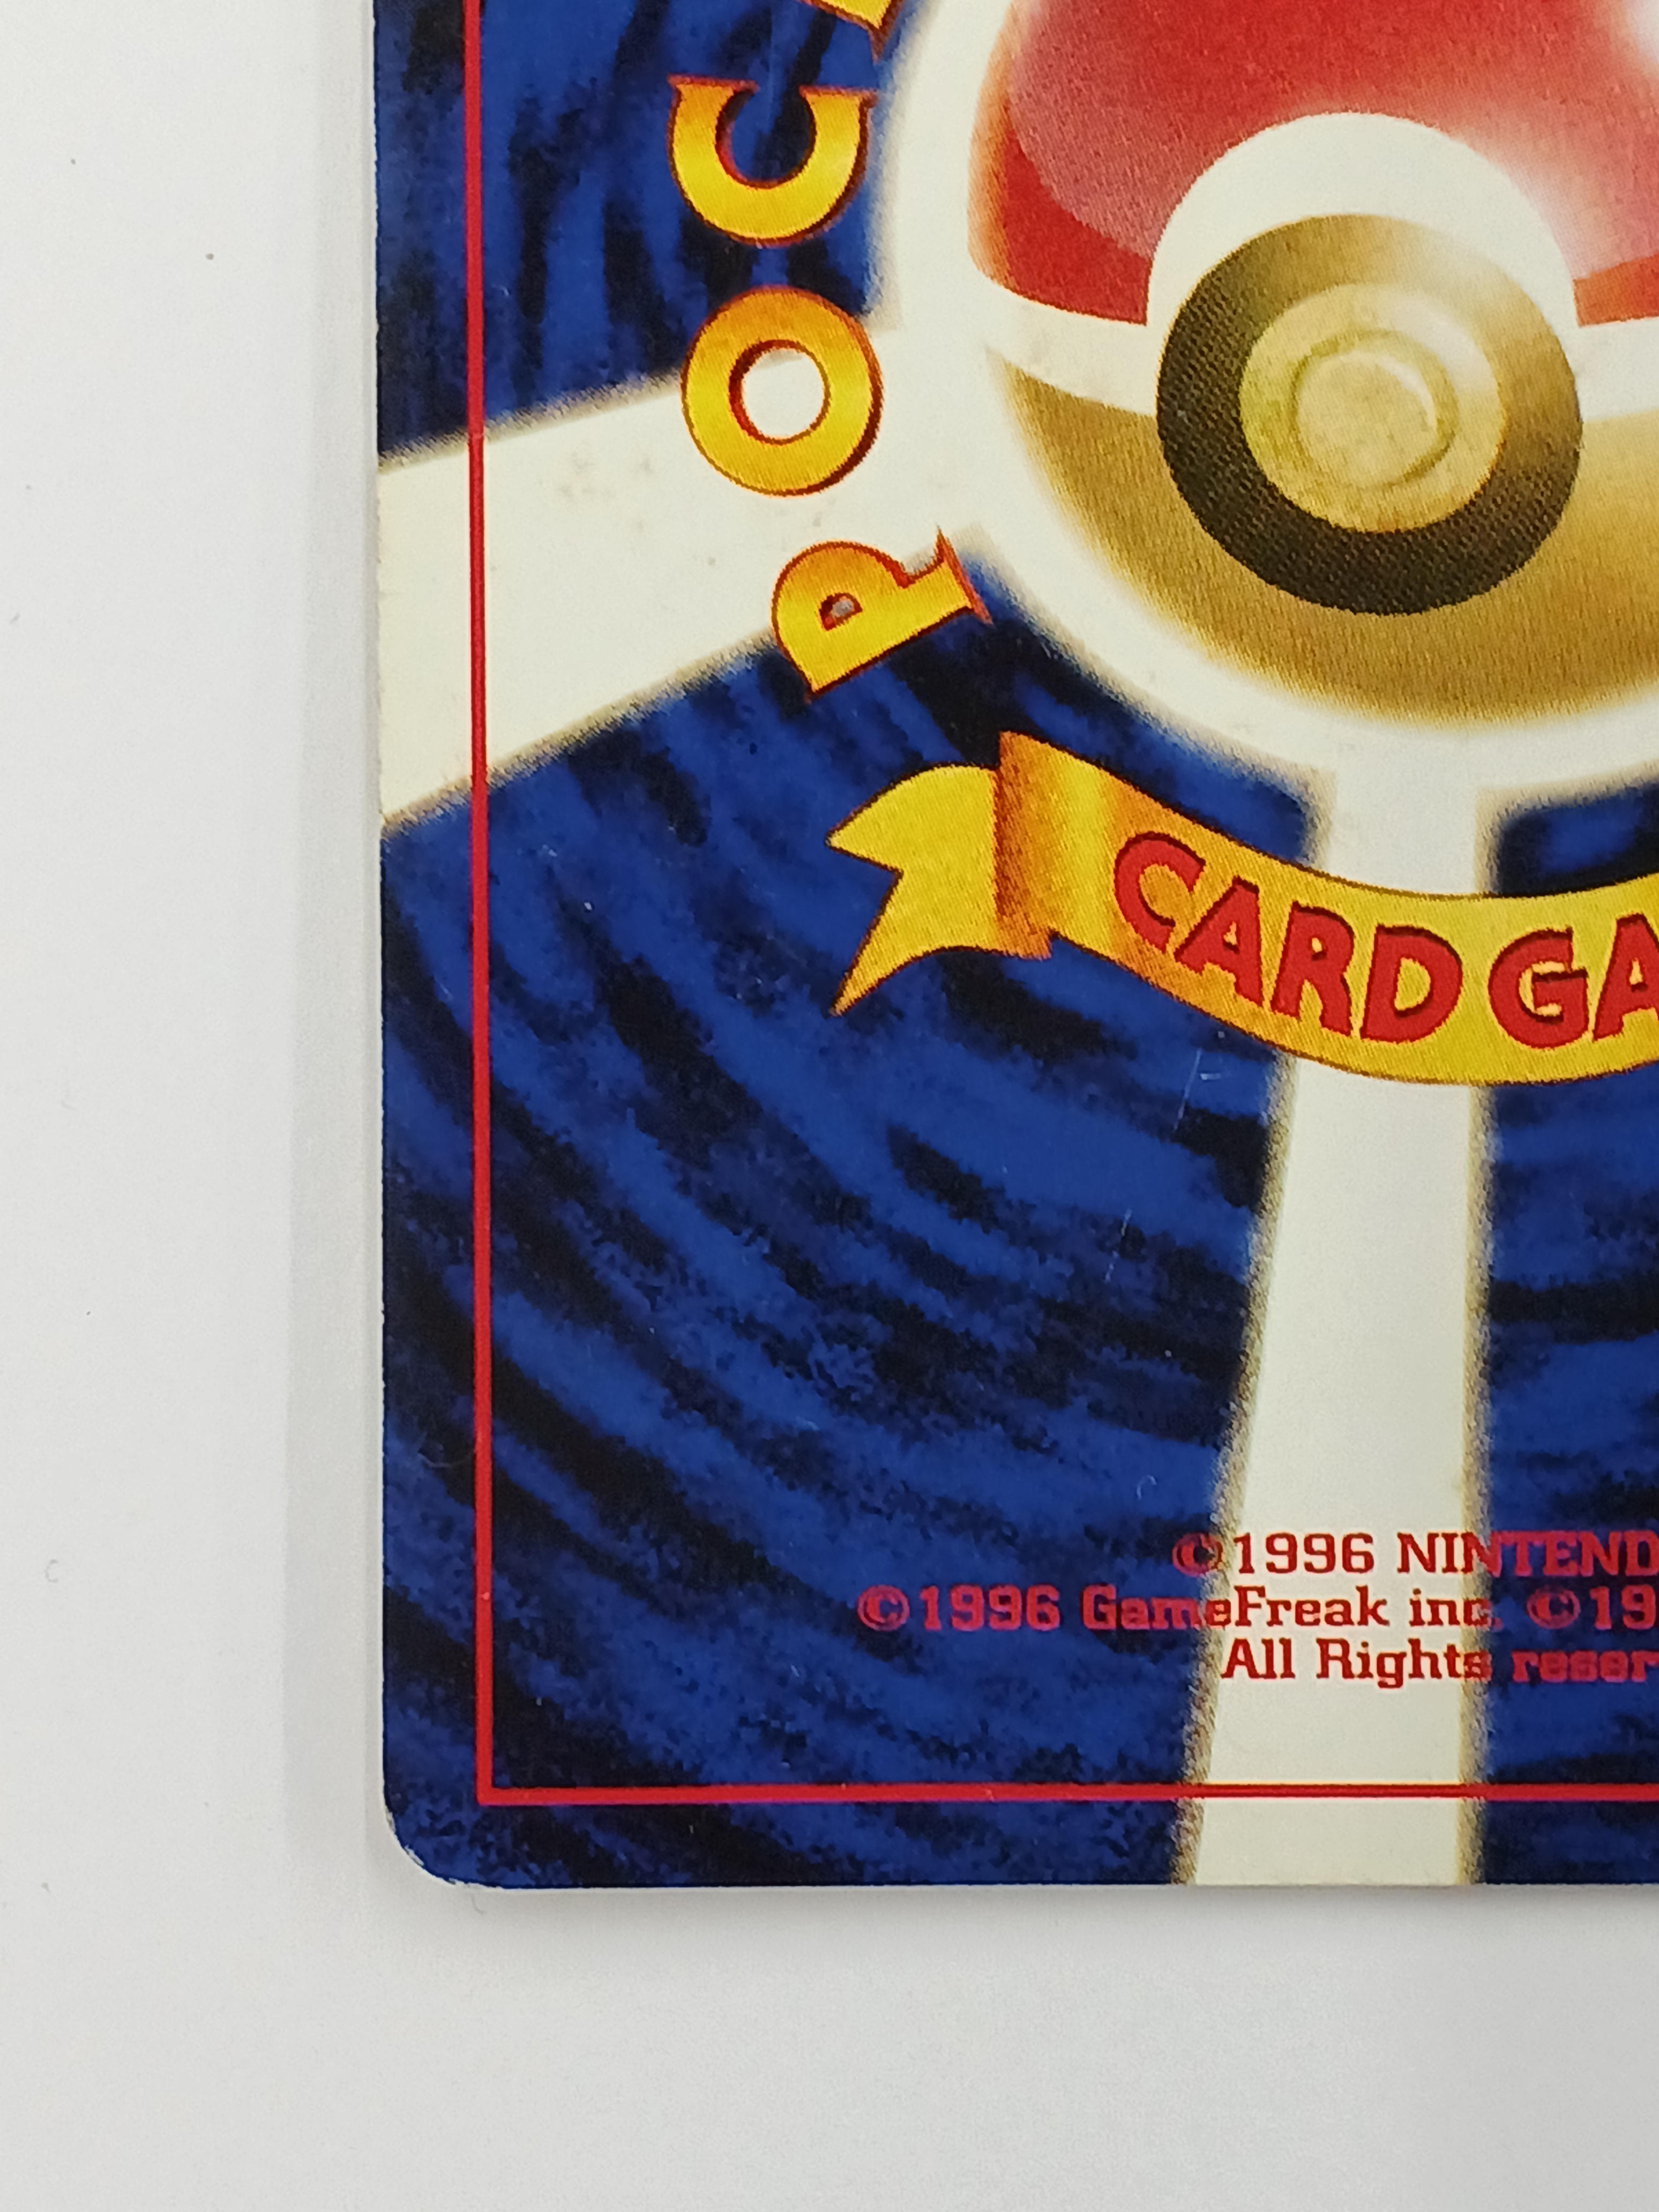 POC
CARD GA
©1996 NINTEND
©1996 GameFreak inc. ©19
All Rights reser